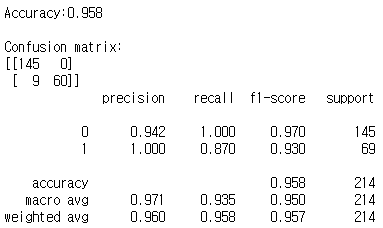 Accuracy:0.958
Confusion matrix:
[[145   0]
 [  9  60]]
              precision    recall  f1-score   support
           0      0.942     1.000     0.970       145
           1      1.000     0.870     0.930        69
    accuracy                          0.958       214
   macro avg      0.971     0.935     0.950       214
weighted avg      0.960     0.958     0.957       214